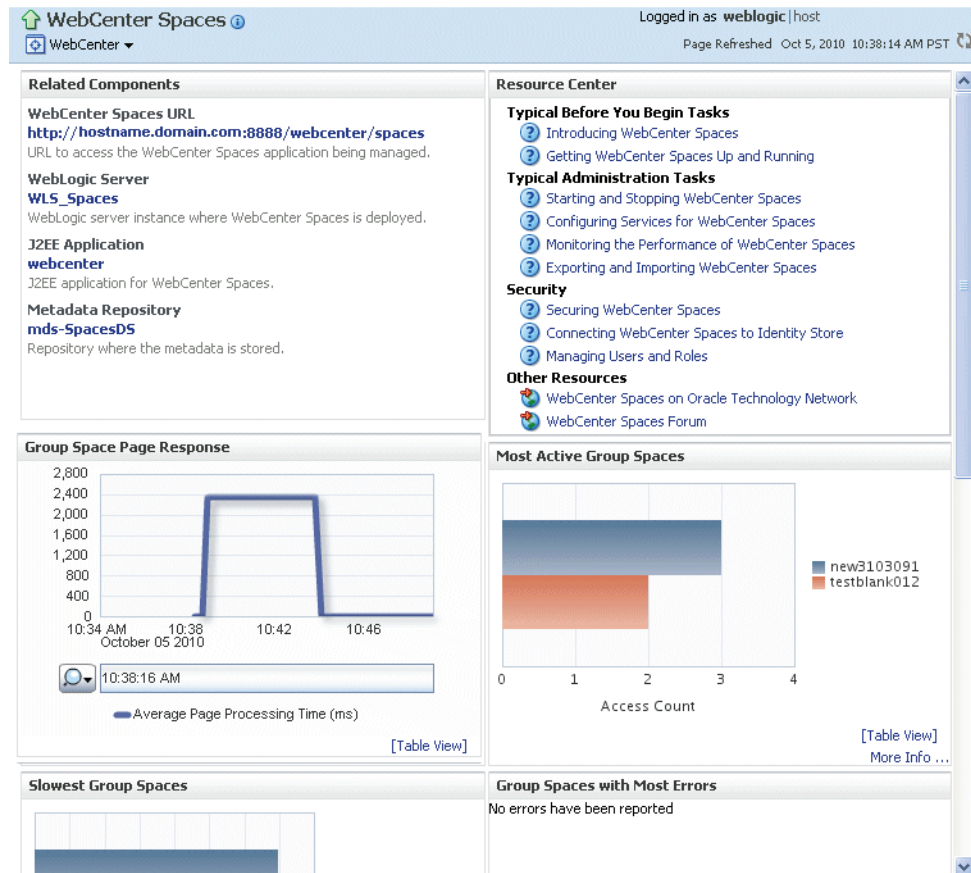 WebCenter Spaces
Logged in as weblogic|host
WebCenter
Page Refreshed Oct 5, 2010 10:38:14 AM PST
Related Components
WebCenter Spaces URL
http://hostname.domain.com:8888/webcenter/spaces
URL to access the WebCenter Spaces application being managed.
WebLogic Server
WLS_Spaces
WebLogic server instance where WebCenter Spaces is deployed.
J2EE Application
webcenter
J2EE application for WebCenter Spaces.
Metadata Repository
mds-SpacesDS
Repository where the metadata is stored.
Resource Center
Typical Before You Begin Tasks
Introducing WebCenter Spaces
Getting WebCenter Spaces Up and Running
Typical Administration Tasks
Starting and Stopping WebCenter Spaces
Configuring Services for WebCenter Spaces
Monitoring the Performance of WebCenter Spaces
Exporting and Importing WebCenter Spaces
Security
Securing WebCenter Spaces
Connecting WebCenter Spaces to Identity Store
Managing Users and Roles
Other Resources
WebCenter Spaces on Oracle Technology Network
WebCenter Spaces Forum
Group Space Page Response
2,800
2,400
2,000
1,600
1,200
800
400
0
10:34 AM 10:38 10:42 10:46
October 05 2010
10:38:16 AM
Average Page Processing Time (ms)
[Table View]
Most Active Group Spaces
new3103091
testblank012
0 1 2 3 4
Access Count
[Table View]
More Info ...
Slowest Group Spaces
Group Spaces with Most Errors
No errors have been reported